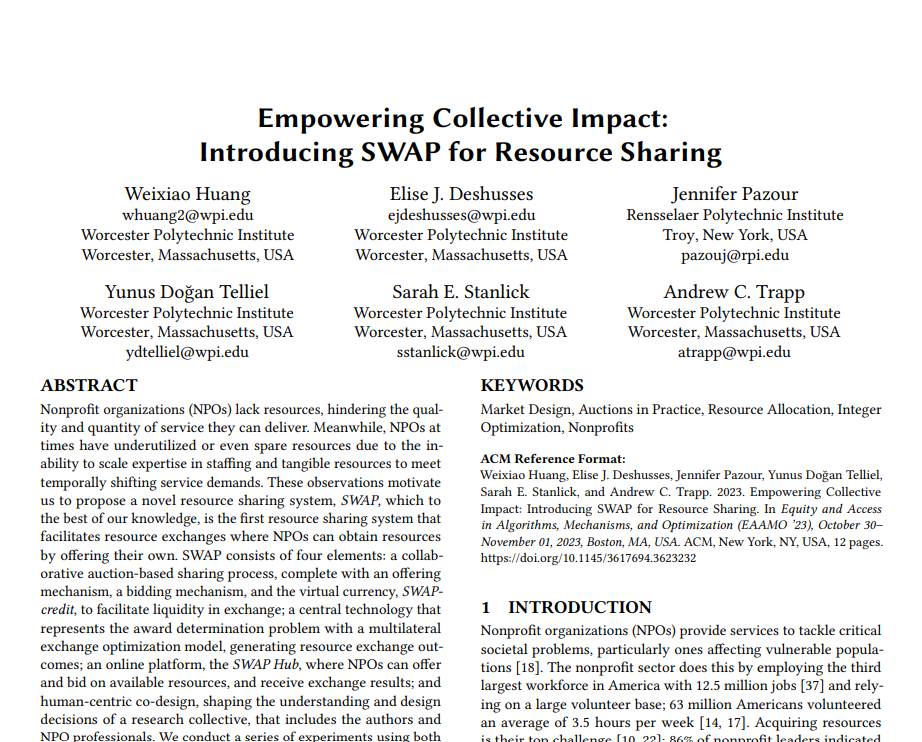 Empowering Collective Impact:
Introducing SWAP for Resource Sharing
Weixiao Huang
whuang2@wpi.edu
Worcester Polytechnic Institute
Worcester, Massachusetts, USA
Elise J. Deshusses
ejdeshusses@wpi.edu
Worcester Polytechnic Institute
Worcester, Massachusetts, USA
Jennifer Pazour
Rensselaer Polytechnic Institute
Troy, New York, USA
pazouj@rpi.edu
Yunus Doğan Telliel
Worcester Polytechnic Institute
Worcester, Massachusetts, USA
ydtelliel@wpi.edu
Sarah E. Stanlick
Worcester Polytechnic Institute
Worcester, Massachusetts, USA
sstanlick@wpi.edu
Andrew C. Trapp
Worcester Polytechnic Institute
Worcester, Massachusetts, USA
atrapp@wpi.edu
ABSTRACT
Nonprofit organizations (NPOs) lack resources, hindering the qual-
ity and quantity of service they can deliver. Meanwhile, NPOs at
times have underutilized or even spare resources due to the in-
ability to scale expertise in staffing and tangible resources to meet
temporally shifting service demands. These observations motivate
us to propose a novel resource sharing system, SWAP, which to
the best of our knowledge, is the first resource sharing system that
facilitates resource exchanges where NPOs can obtain resources
by offering their own. SWAP consists of four elements: a collab-
orative auction-based sharing process, complete with an offering
mechanism, a bidding mechanism, and the virtual currency, SWAP-
credit, to facilitate liquidity in exchange; a central technology that
represents the award determination problem with a multilateral
exchange optimization model, generating resource exchange out-
comes; an online platform, the SWAP Hub, where NPOs can offer
and bid on available resources, and receive exchange results; and
human-centric co-design, shaping the understanding and design
decisions of a research collective, that includes the authors and
NPO professionals. We conduct a series of experiments using both
KEYWORDS
Market Design, Auctions in Practice, Resource Allocation, Integer
Optimization, Nonprofits
ACM Reference Format:
Weixiao Huang, Elise J. Deshusses, Jennifer Pazour, Yunus Doğan Telliel,
Sarah E. Stanlick, and Andrew C. Trapp. 2023. Empowering Collective
Impact: Introducing SWAP for Resource Sharing. In Equity and Access
in Algorithms, Mechanisms, and Optimization (EAAMO '23), October 30–
November 01, 2023, Boston, MA, USA. ACM, New York, NY, USA, 12 pages.
https://doi.org/10.1145/3617694.3623232
1 INTRODUCTION
Nonprofit organizations (NPOs) provide services to tackle critical
societal problems, particularly ones affecting vulnerable popula-
tions [18]. The nonprofit sector does this by employing the third
largest workforce in America with 12.5 million jobs [37] and rely-
ing on a large volunteer base; 63 million Americans volunteered
an average of 3.5 hours per week [14, 17]. Acquiring resources
is their top challenge [10, 22]; 86% of nonprofit leaders indicated